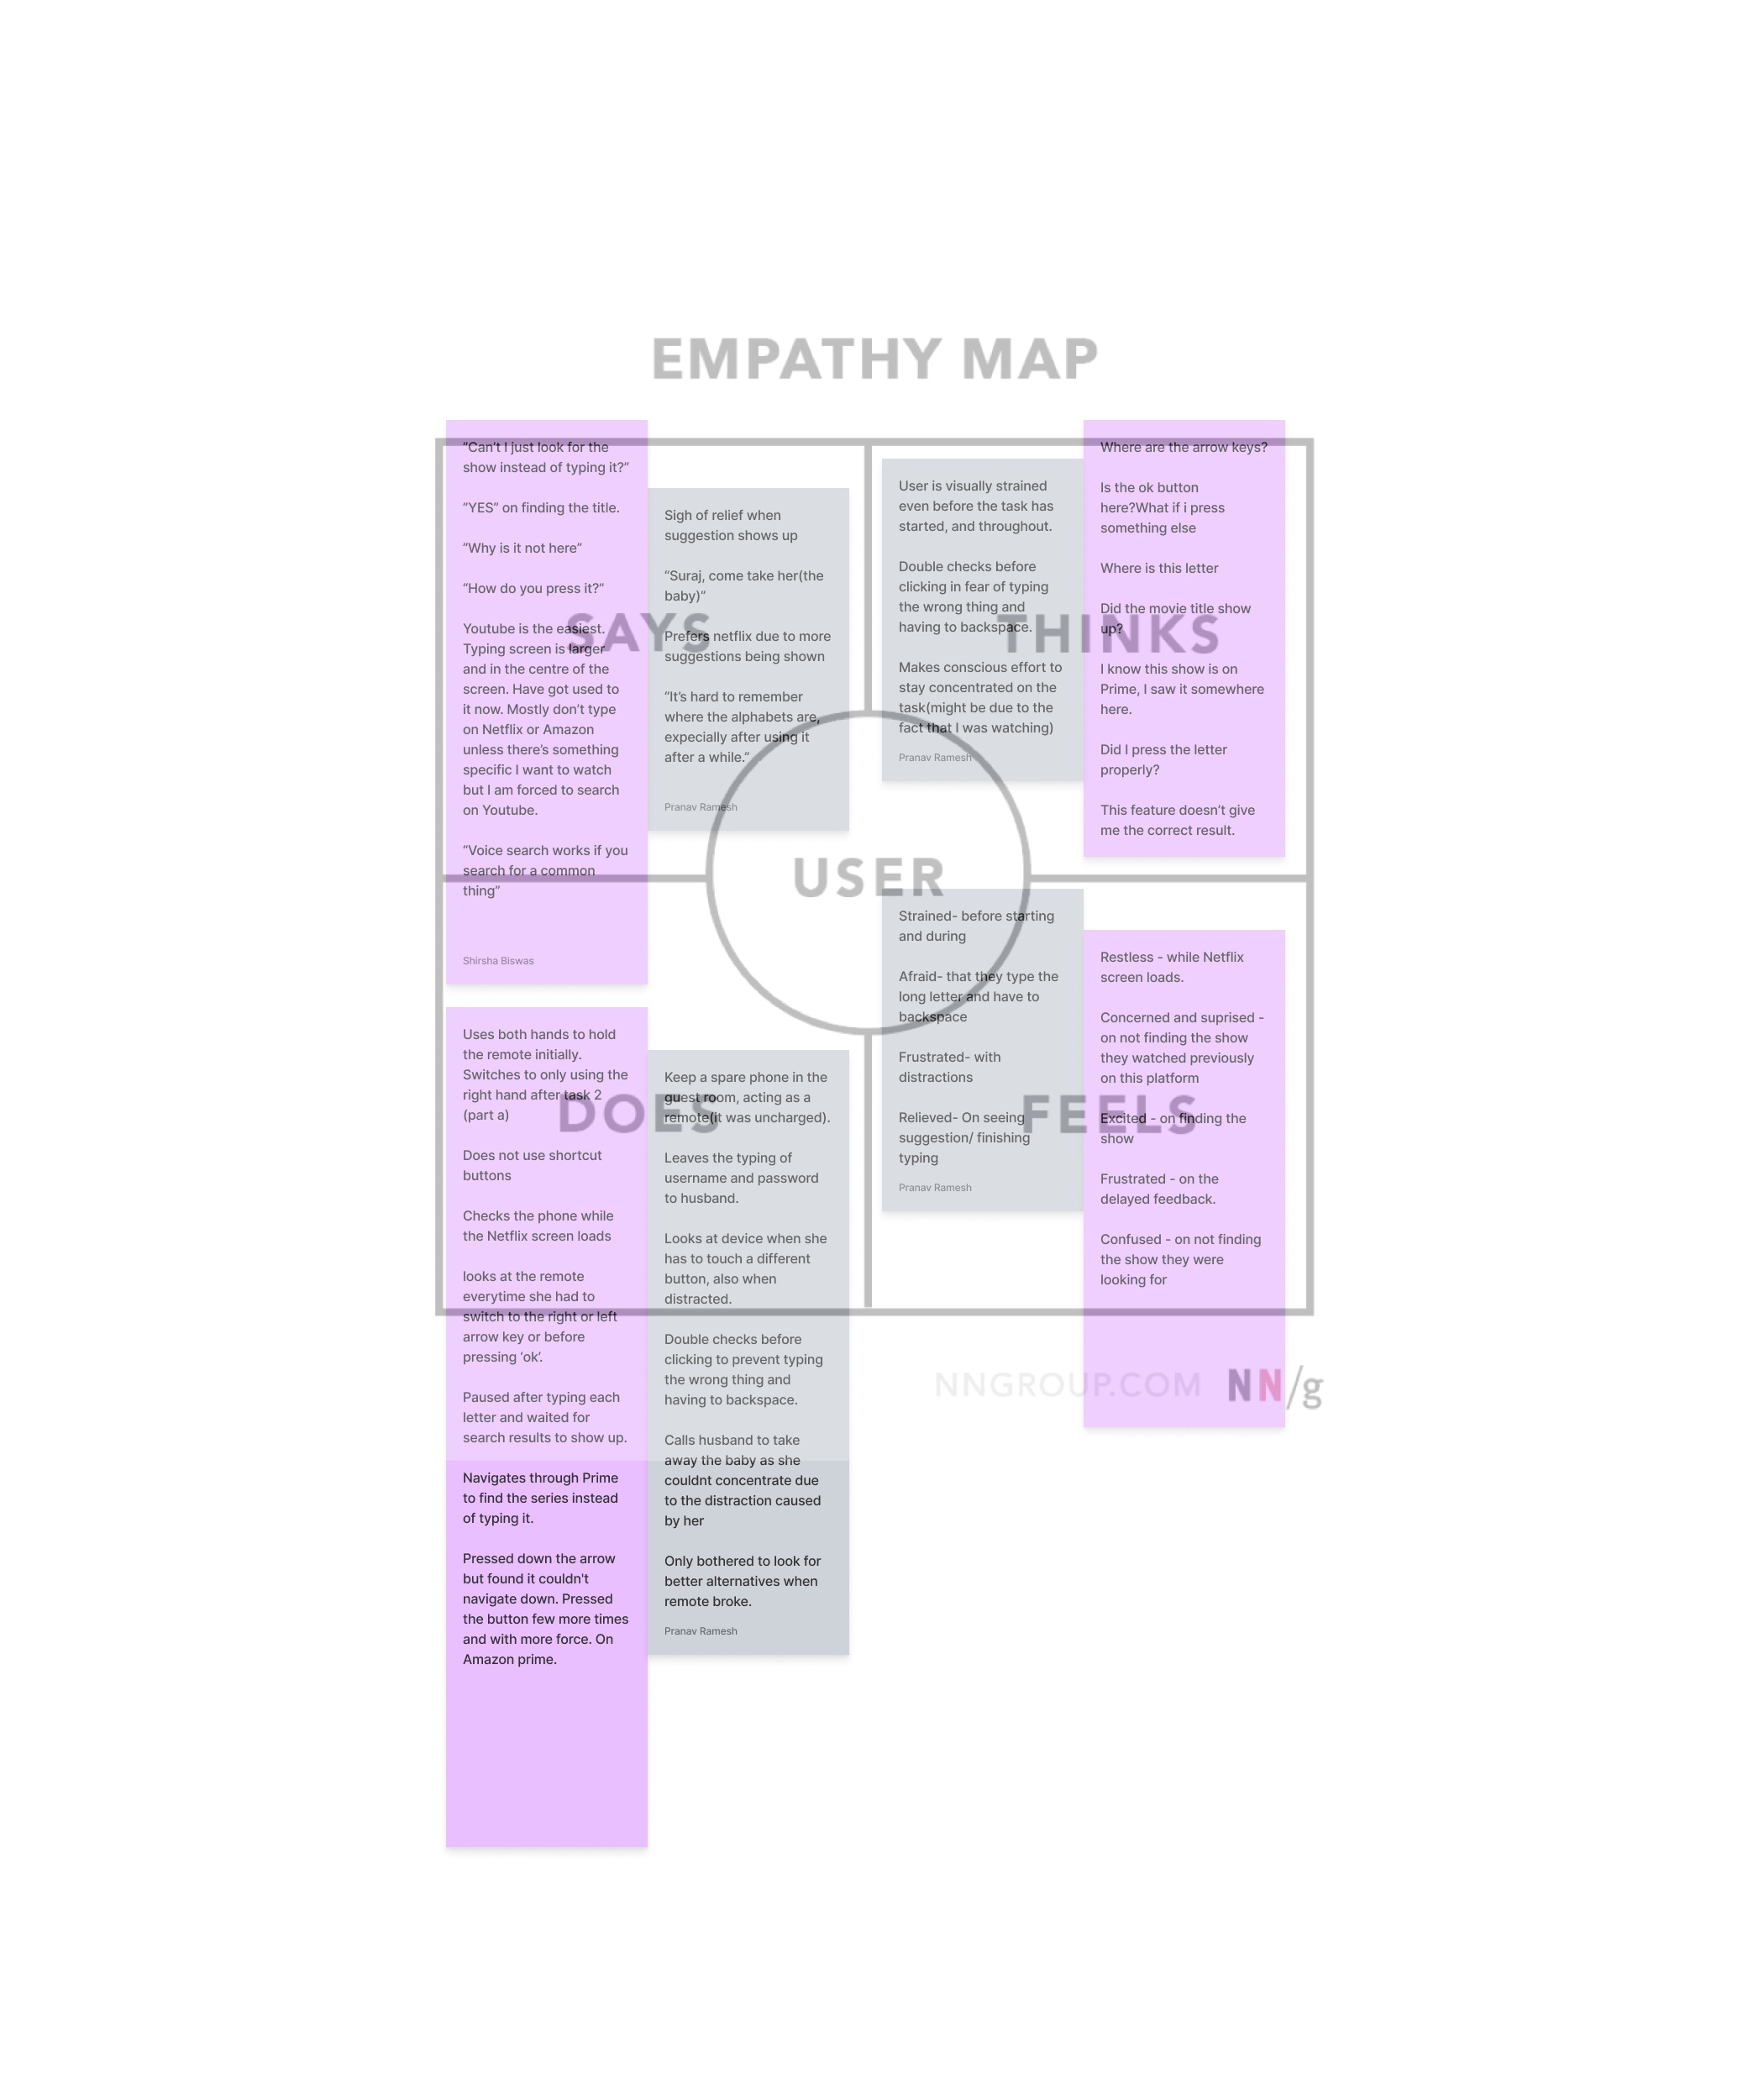 EMPATHY MAP
“Can’t I just look for the
show instead of typing it?”
“YES” on finding the title.
“Why is it not here”
“How do you press it?”
Youtube is the easiest.
Typing screen is larger
and in the centre of the
screen. Have got used to
it now. Mostly don’t type
on Netflix or Amazon
unless there’s something
specific I want to watch
but I am forced to search
on Youtube.
“Voice search works if you
search for a common
thing”
Shirsha Biswas
Sigh of relief when
suggestion shows up
“Suraj, come take her(the
baby)”
Prefers netflix due to more
suggestions being shown
“It’s hard to remember
where the alphabets are,
expecially after using it
after a while.”
Pranav Ramesh
SAYS
User is visually strained
even before the task has
started, and throughout.
Double checks before
clicking in fear of typing
the wrong thing and
having to backspace.
Makes conscious effort to
stay concentrated on the
task(might be due to the
fact that I was watching)
Pranav Ramesh
Where are the arrow keys?
Is the ok button
here?What if i press
something else
Where is this letter
Did the movie title show
up?
I know this show is on
Prime, I saw it somewhere
here.
Did I press the letter
properly?
This feature doesn’t give
me the correct result.
THINKS
USER
Uses both hands to hold
the remote initially.
Switches to only using the
right hand after task 2
(part a)
Does not use shortcut
buttons
Checks the phone while
the Netflix screen loads
looks at the remote
everytime she had to
switch to the right or left
arrow key or before
pressing ‘ok’.
Paused after typing each
letter and waited for
search results to show up.
Navigates through Prime
to find the series instead
of typing it.
Pressed down the arrow
but found it couldn't
navigate down. Pressed
the button few more times
and with more force. On
Amazon prime.
Keep a spare phone in the
guest room, acting as a
remote(it was uncharged).
Leaves the typing of
username and password
to husband.
Looks at device when she
has to touch a different
button, also when
distracted.
Double checks before
clicking to prevent typing
the wrong thing and
having to backspace.
Calls husband to take
away the baby as she
couldnt concentrate due
to the distraction caused
by her
Only bothered to look for
better alternatives when
remote broke.
Pranav Ramesh
DOES
Strained- before starting
and during
Afraid- that they type the
long letter and have to
backspace
Frustrated- with
distractions
Relieved- On seeing
suggestion/ finishing
typing
Pranav Ramesh
Restless - while Netflix
screen loads.
Concerned and suprised -
on not finding the show
they watched previously
on this platform
Excited - on finding the
show
Frustrated - on the
delayed feedback.
Confused - on not finding
the show they were
looking for
FEELS
NNGROUP.COM NN/g